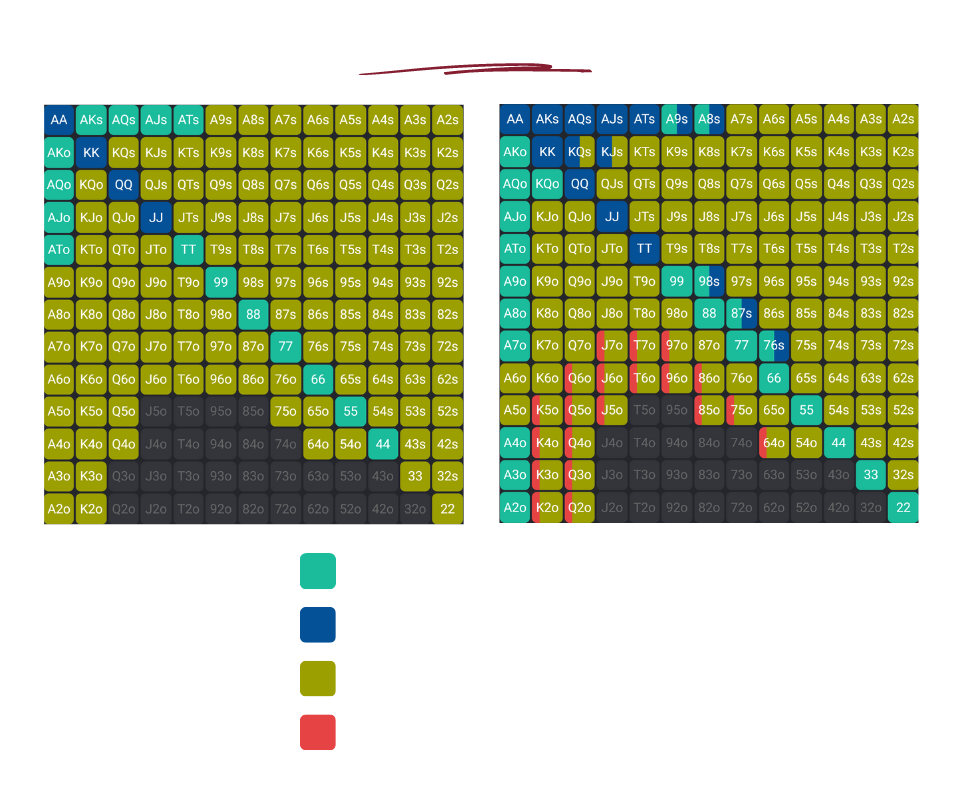 AA AKs AQs AJs ATs A9s A8s A7s A6s A5s A4s A3s A2s
AKo KK KQs KJs KTs K9s K8s K7s K6s K5s K4s K3s K2s
AQo KQo QQ QJs QTs Q9s Q8s Q7s Q6s Q5s Q4s Q3s Q2s
AJo KJo QJo JJ JTs J9s J8s J7s J6s J5s J4s J3s J2s
ATo KTo QTo JTo TT T9s T8s T7s T6s T5s T4s T3s T2s
A9o K9o Q9o J9o T9o 99 98s 97s 96s 95s 94s 93s 92s
A8o K8o Q8o J8o T8o 98o 88 87s 86s 85s 84s 83s 82s
A7o K7o Q7o J7o T7o 97o 87o 77 76s 75s 74s 73s 72s
A6o K6o Q6o J6o T6o 96o 86o 76o 66 65s 64s 63s 62s
A5o K5o Q5o J5o T5o 95o 85o 75o 65o 55 54s 53s 52s
A4o K4o Q4o J4o T4o 94o 84o 74o 64o 54o 44 43s 42s
A3o K3o Q3o J3o T3o 93o 83o 73o 63o 53o 43o 33 32s
A2o K2o Q2o J2o T2o 92o 82o 72o 62o 52o 42o 32o 22
AA AKs AQs AJs ATs A9s A8s A7s A6s A5s A4s A3s A2s
AKo KK KQs KJs KTs K9s K8s K7s K6s K5s K4s K3s K2s
AQo KQo QQ QJs QTs Q9s Q8s Q7s Q6s Q5s Q4s Q3s Q2s
AJo KJo QJo JJ JTs J9s J8s J7s J6s J5s J4s J3s J2s
ATo KTo QTo JTo TT T9s T8s T7s T6s T5s T4s T3s T2s
A9o K9o Q9o J9o T9o 99 98s 97s 96s 95s 94s 93s 92s
A8o K8o Q8o J8o T8o 98o 88 87s 86s 85s 84s 83s 82s
A7o K7o Q7o J7o T7o 97o 87o 77 76s 75s 74s 73s 72s
A6o K6o Q6o J6o T6o 96o 86o 76o 66 65s 64s 63s 62s
A5o K5o Q5o J5o T5o 95o 85o 75o 65o 55 54s 53s 52s
A4o K4o Q4o J4o T4o 94o 84o 74o 64o 54o 44 43s 42s
A3o K3o Q3o J3o T3o 93o 83o 73o 63o 53o 43o 33 32s
A2o K2o Q2o J2o T2o 92o 82o 72o 62o 52o 42o 32o 22